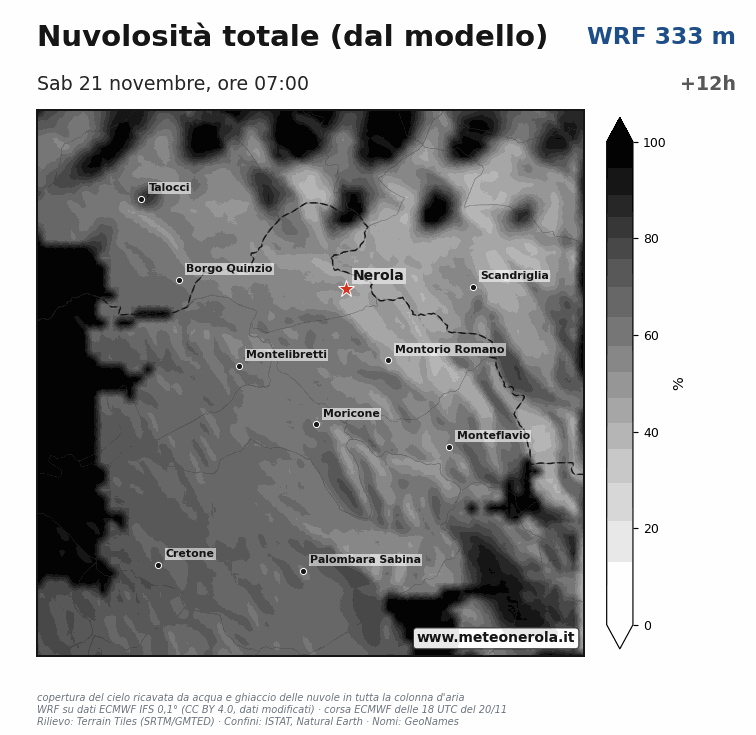 Nuvolosità totale (dal modello)
WRF 333 m
Sab 21 novembre, ore 07:00
+12h
Talocci
Borgo Quinzio
Nerola
Scandriglia
Montelibretti
Montorio Romano
Moricone
Monteflavio
Cretone
Palombara Sabina
www.meteonerola.it
100
80
60
40
20
0
%
copertura del cielo ricavata da acqua e ghiaccio delle nuvole in tutta la colonna d'aria
WRF su dati ECMWF IFS 0,1° (CC BY 4.0, dati modificati) · corsa ECMWF delle 18 UTC del 20/11
Rilievo: Terrain Tiles (SRTM/GMTED) · Confini: ISTAT, Natural Earth · Nomi: GeoNames